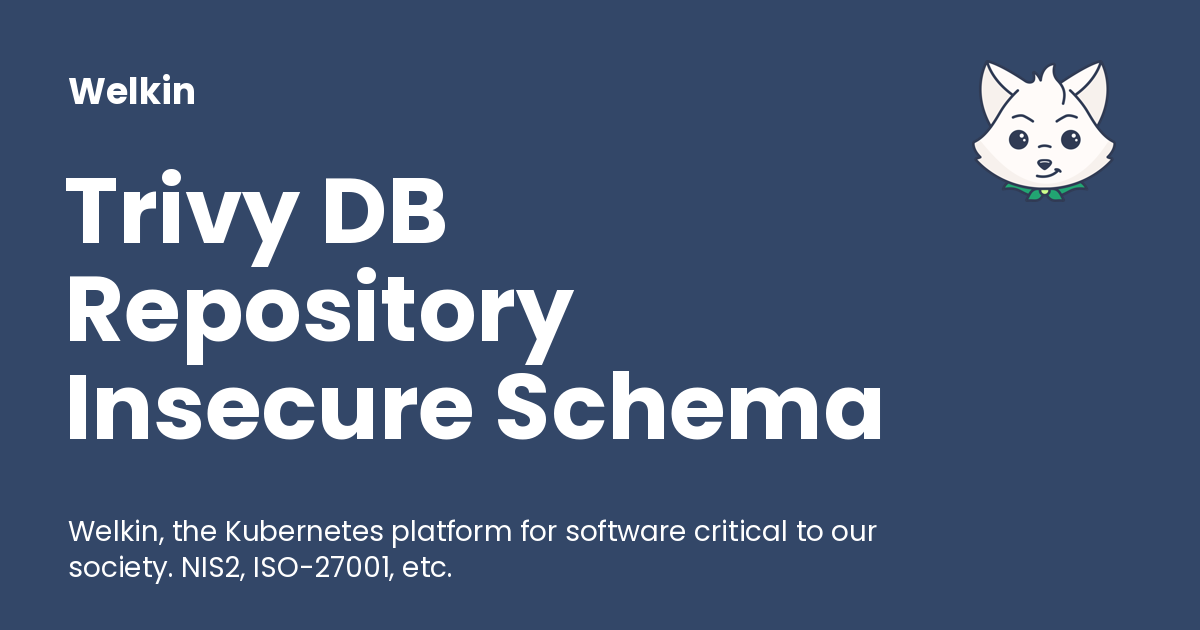 Welkin
Trivy DB
Repository
Insecure Schema
Welkin, the Kubernetes platform for software critical to our
society. NIS2, ISO-27001, etc.